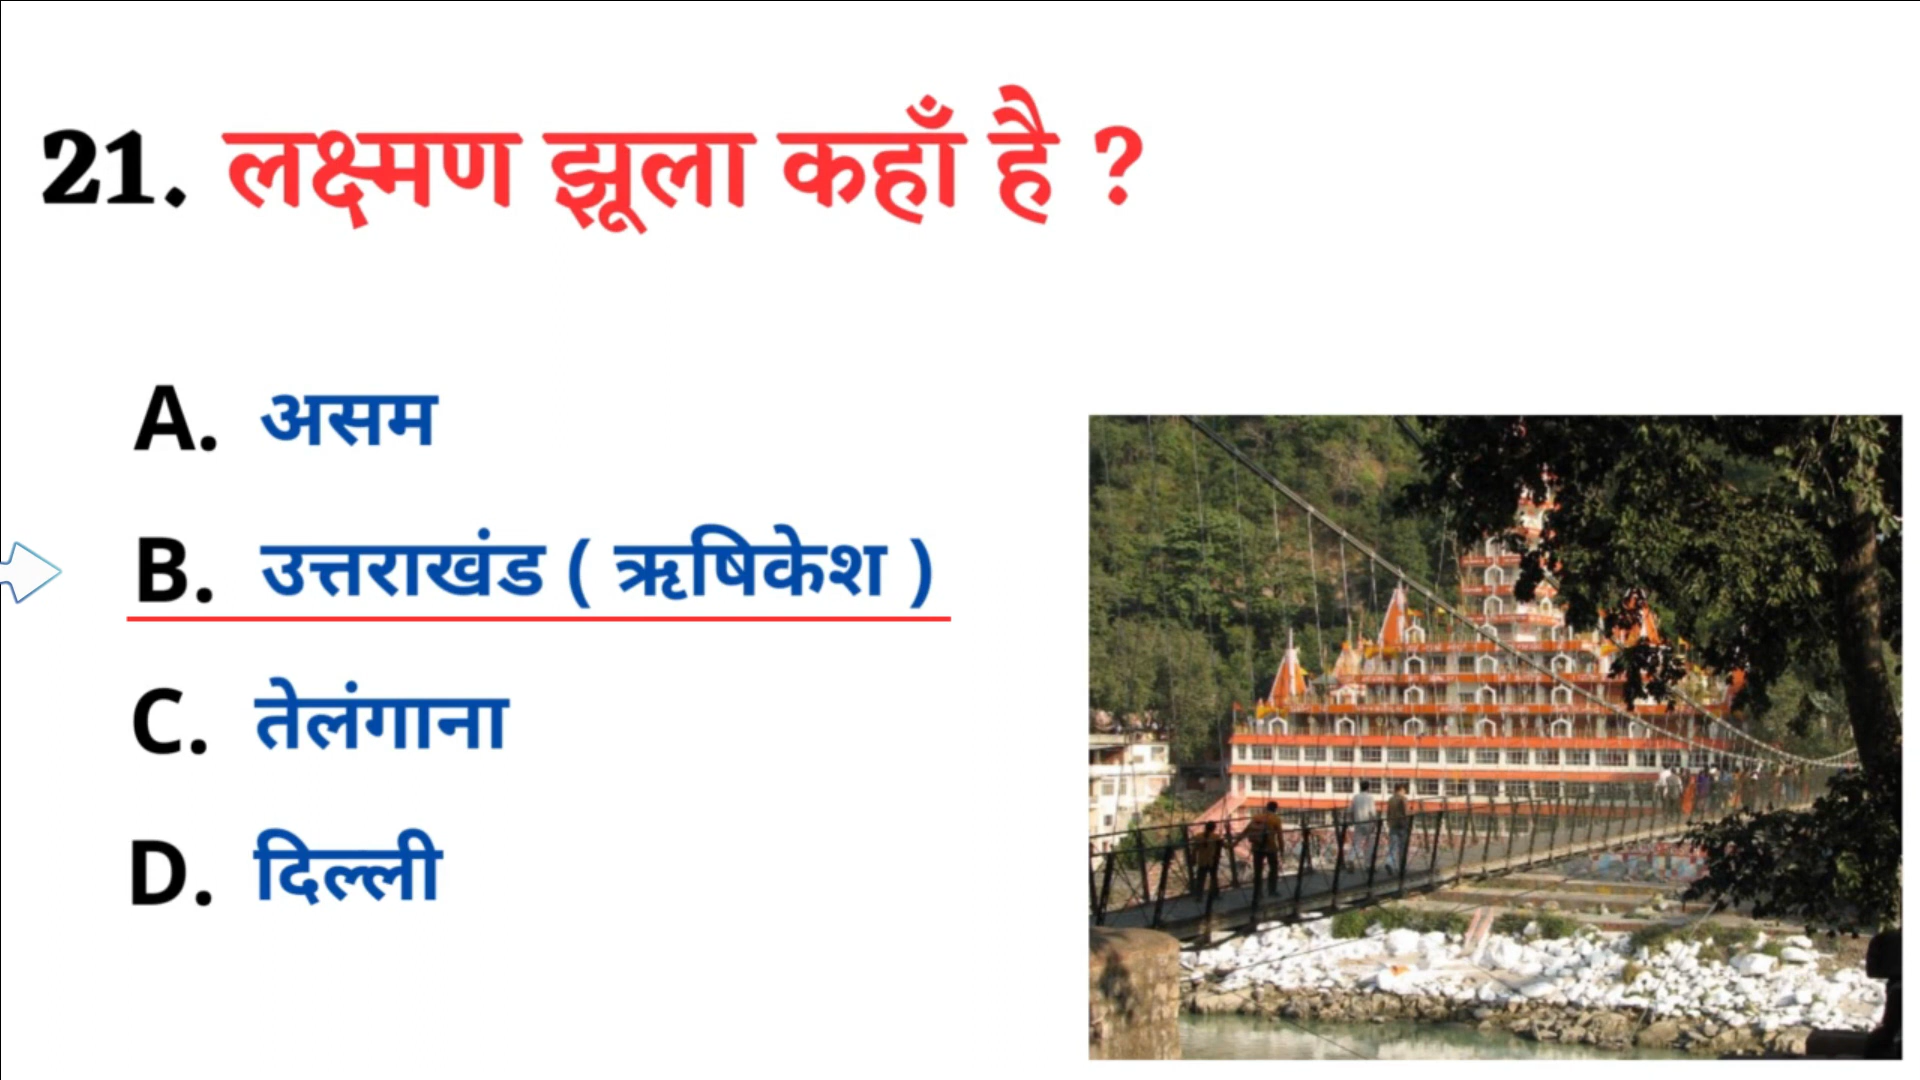 21. लक्ष्मण झूला कहाँ है ?
A. असम
B. उत्तराखंड ( ऋषिकेश )
C. तेलंगाना
D. दिल्ली